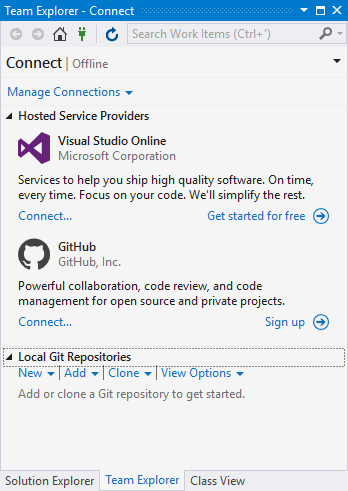 Team Explorer - Connect
Search Work Items (Ctrl+')
Connect | Offline
Manage Connections
Hosted Service Providers
Visual Studio Online
Microsoft Corporation
Services to help you ship high quality software. On time,
every time. Focus on your code. We'll simplify the rest.
Connect... Get started for free
GitHub
GitHub, Inc.
Powerful collaboration, code review, and code
management for open source and private projects.
Connect... Sign up
Local Git Repositories
New | Add | Clone | View Options
Add or clone a Git repository to get started.
Solution Explorer Team Explorer Class View